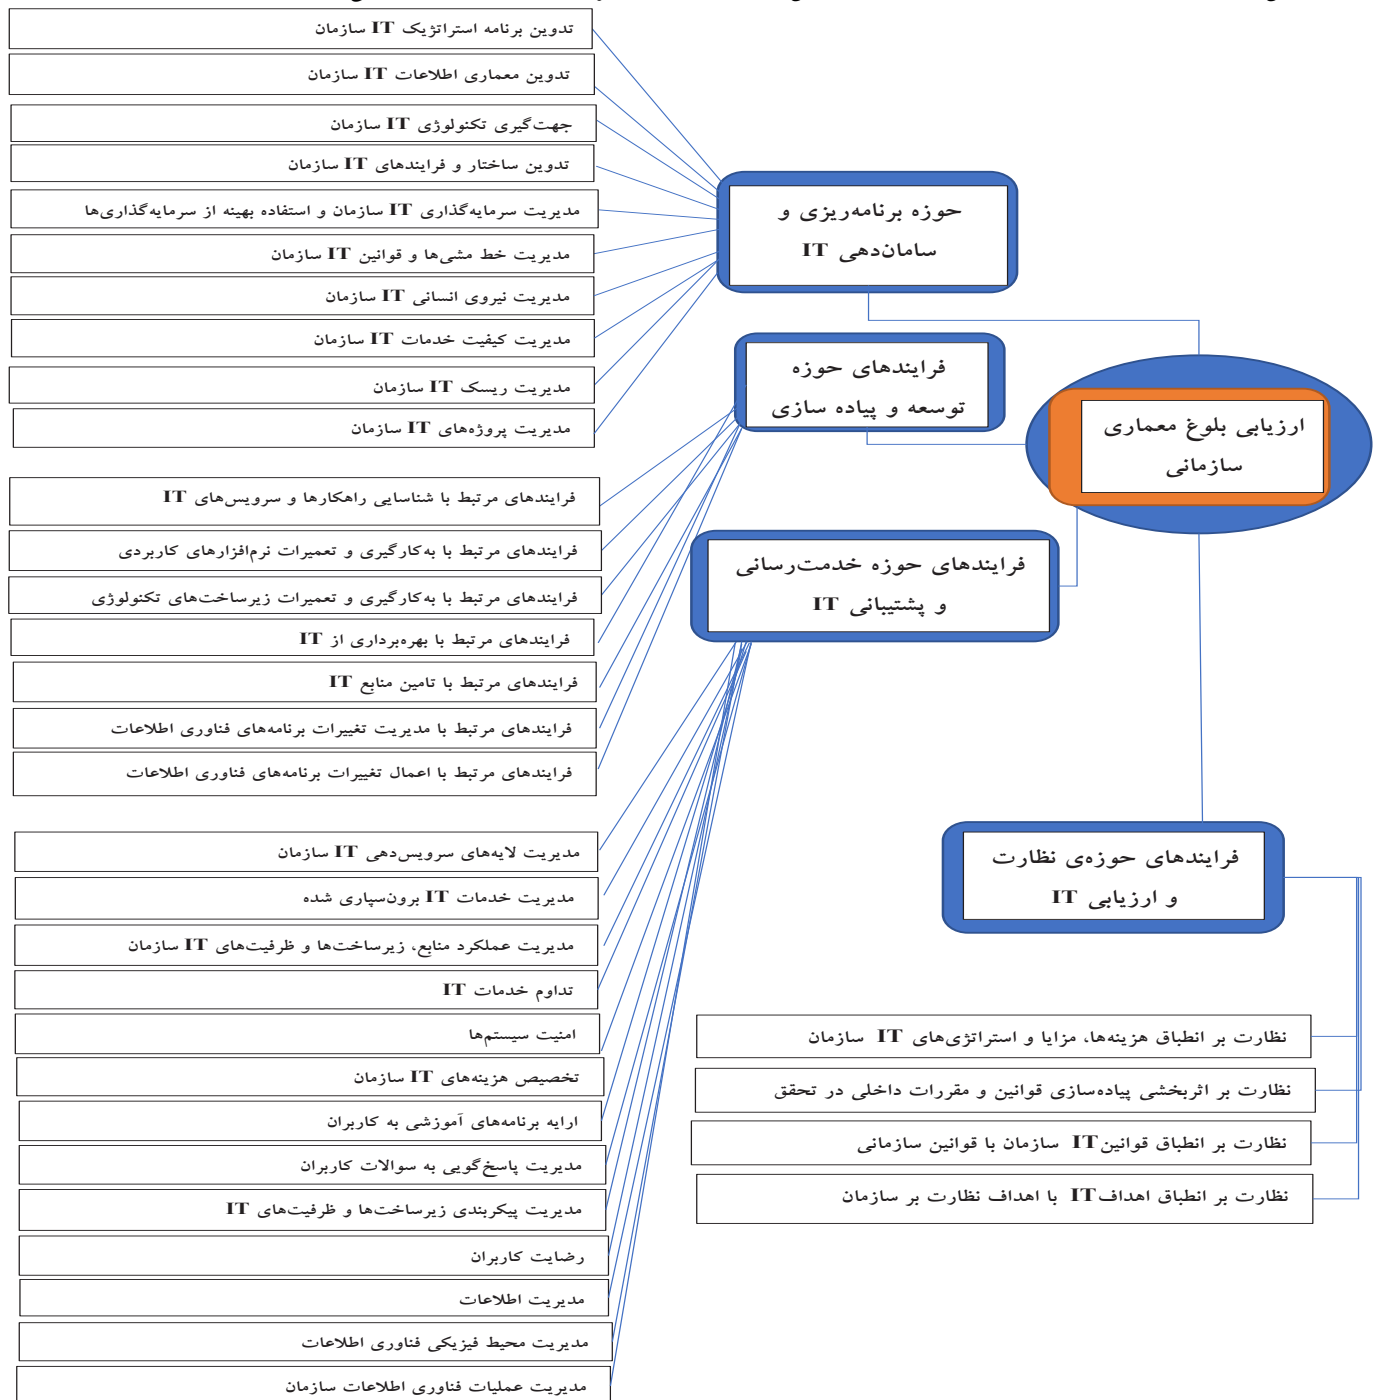 تدوین برنامه استراتژیک IT سازمان
تدوین معماری اطلاعات IT سازمان
جهت‌گیری تکنولوژی IT سازمان
تدوین ساختار و فرایندهای IT سازمان
مدیریت سرمایه‌گذاری IT سازمان و استفاده بهینه از سرمایه‌گذاری‌ها
مدیریت خط مشی‌ها و قوانین IT سازمان
مدیریت نیروی انسانی IT سازمان
مدیریت کیفیت خدمات IT سازمان
مدیریت ریسک IT سازمان
مدیریت پروژه‌های IT سازمان
حوزه برنامه‌ریزی و
سامان‌دهی IT
فرایندهای حوزه
توسعه و پیاده سازی
ارزیابی بلوغ معماری
سازمانی
فرایندهای مرتبط با شناسایی راهکارها و سرویس‌های IT
فرایندهای مرتبط با به‌کارگیری و تعمیرات نرم‌افزارهای کاربردی
فرایندهای مرتبط با به‌کارگیری و تعمیرات زیرساخت‌های تکنولوژی
فرایندهای مرتبط با بهره‌برداری از IT
فرایندهای مرتبط با تامین منابع IT
فرایندهای مرتبط با مدیریت تغییرات برنامه‌های فناوری اطلاعات
فرایندهای مرتبط با اعمال تغییرات برنامه‌های فناوری اطلاعات
فرایندهای حوزه خدمت‌رسانی
و پشتیبانی IT
مدیریت لایه‌های سرویس‌دهی IT سازمان
مدیریت خدمات IT برون‌سپاری شده
مدیریت عملکرد منابع، زیرساخت‌ها و ظرفیت‌های IT سازمان
تداوم خدمات IT
امنیت سیستم‌ها
تخصیص هزینه‌های IT سازمان
ارایه برنامه‌های آموزشی به کاربران
مدیریت پاسخ‌گویی به سوالات کاربران
مدیریت پیکربندی زیرساخت‌ها و ظرفیت‌های IT
رضایت کاربران
مدیریت اطلاعات
مدیریت محیط فیزیکی فناوری اطلاعات
مدیریت عملیات فناوری اطلاعات سازمان
فرایندهای حوزه‌ی نظارت
و ارزیابی IT
نظارت بر انطباق هزینه‌ها، مزایا و استراتژی‌های IT سازمان
نظارت بر اثربخشی پیاده‌سازی قوانین و مقررات داخلی در تحقق
نظارت بر انطباق قوانین IT سازمان با قوانین سازمانی
نظارت بر انطباق اهداف IT با اهداف نظارت بر سازمان